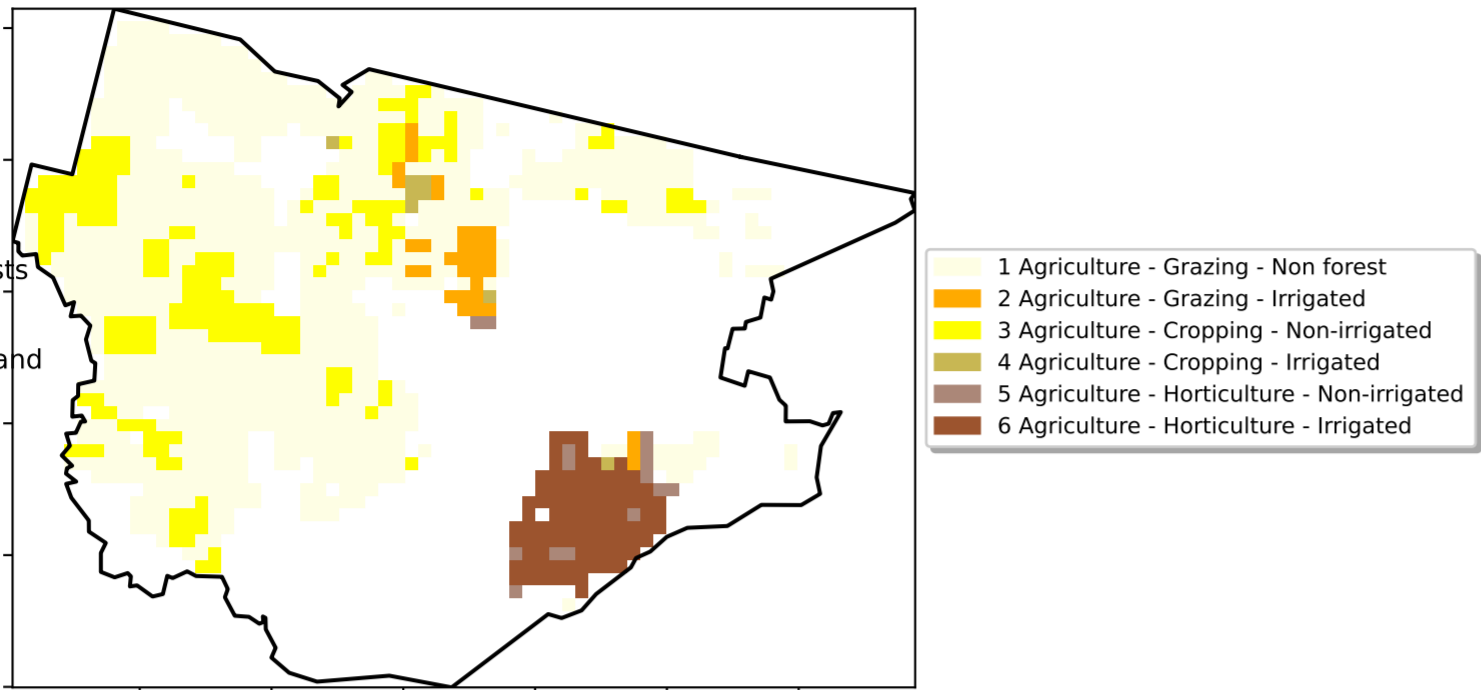 sts
and
1 Agriculture - Grazing - Non forest
2 Agriculture - Grazing - Irrigated
3 Agriculture - Cropping - Non-irrigated
4 Agriculture - Cropping - Irrigated
5 Agriculture - Horticulture - Non-irrigated
6 Agriculture - Horticulture - Irrigated